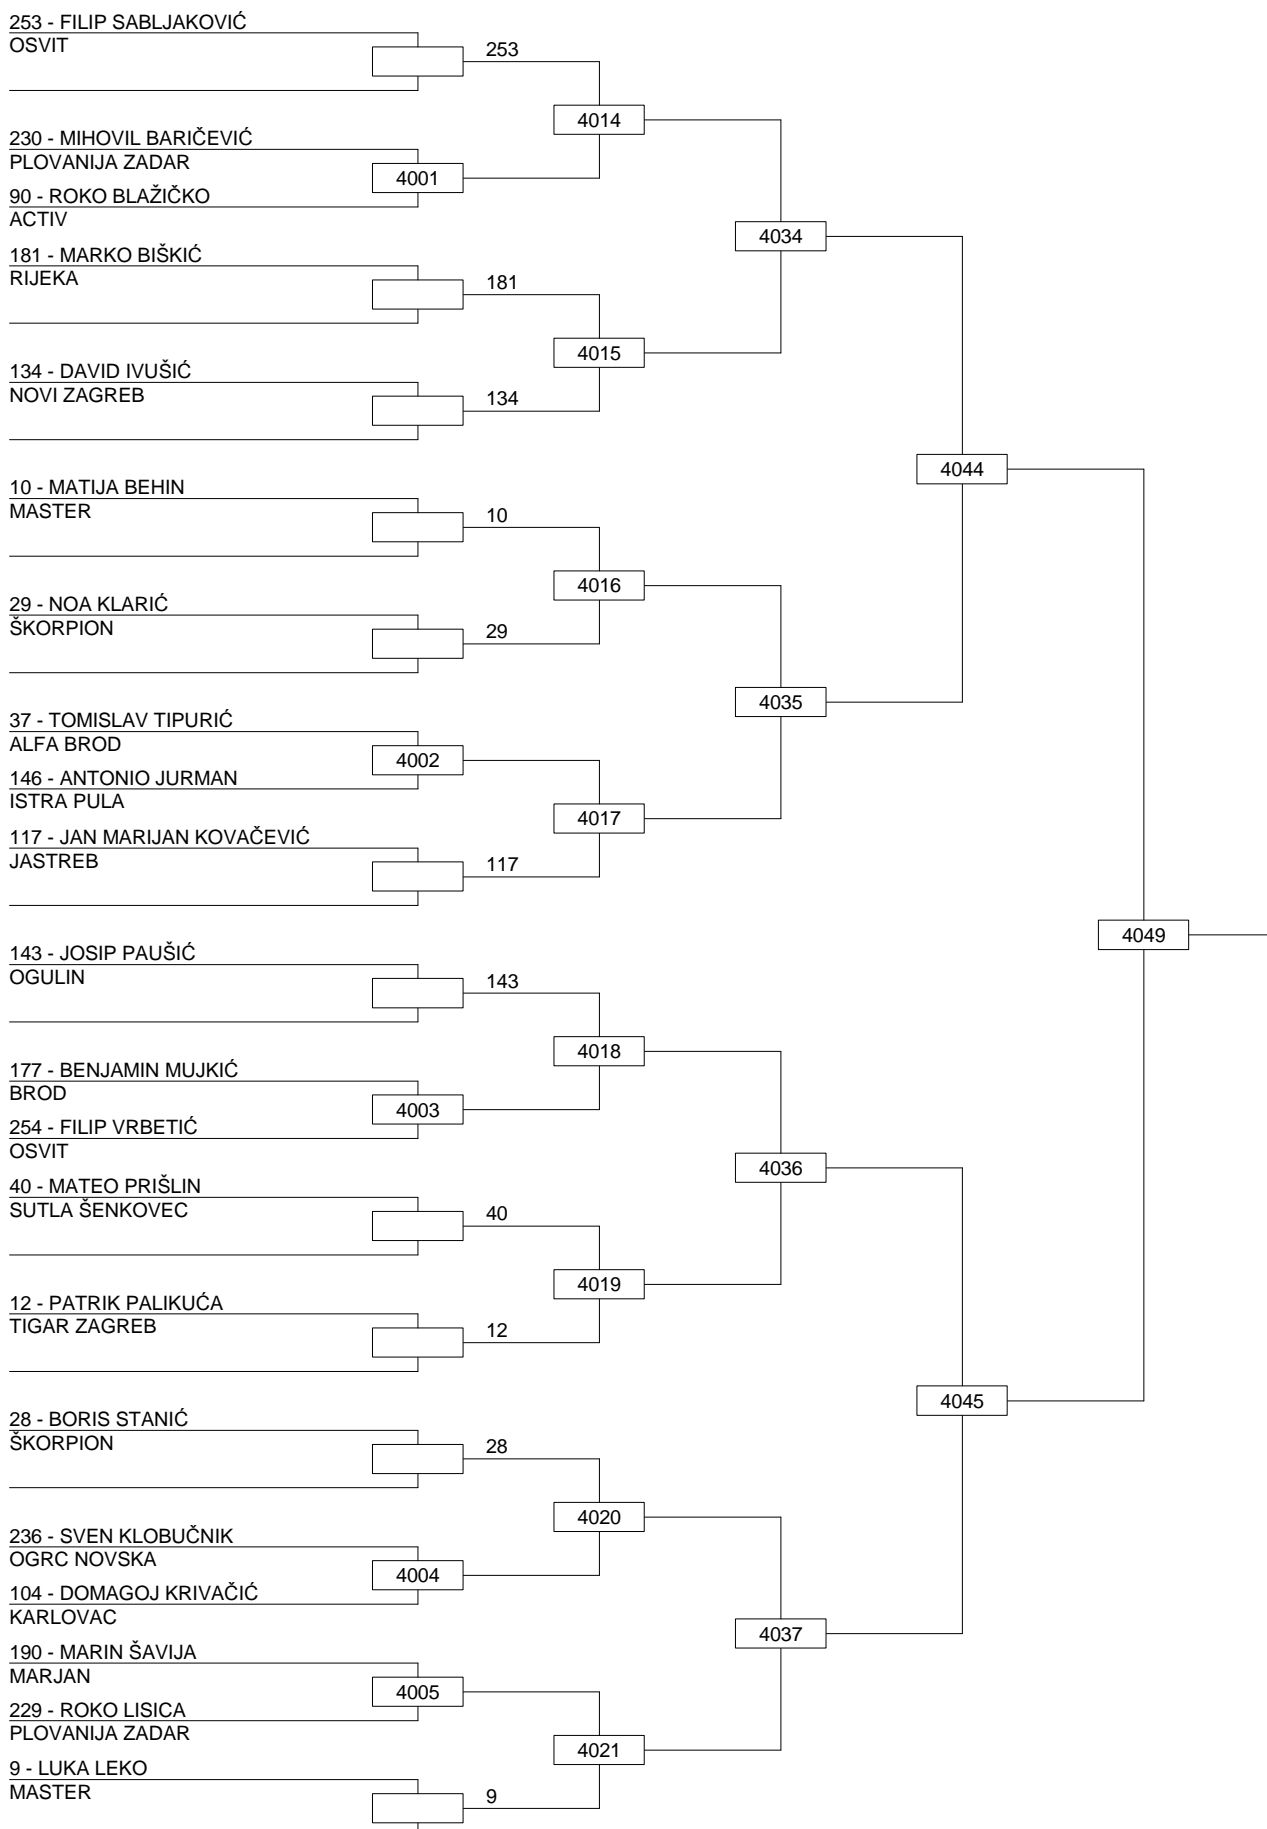 253 - FILIP SABLJAKOVIĆ
OSVIT
253
4014
230 - MIHOVIL BARIČEVIĆ
PLOVANIJA ZADAR
4001
90 - ROKO BLAŽIČKO
ACTIV
4034
181 - MARKO BIŠKIĆ
RIJEKA
181
4015
134 - DAVID IVUŠIĆ
NOVI ZAGREB
134
4044
10 - MATIJA BEHIN
MASTER
10
4016
29 - NOA KLARIĆ
ŠKORPION
29
4035
37 - TOMISLAV TIPURIĆ
ALFA BROD
4002
146 - ANTONIO JURMAN
ISTRA PULA
4017
117 - JAN MARIJAN KOVAČEVIĆ
JASTREB
117
4049
143 - JOSIP PAUŠIĆ
OGULIN
143
4018
177 - BENJAMIN MUJKIĆ
BROD
4003
254 - FILIP VRBETIĆ
OSVIT
4036
40 - MATEO PRIŠLIN
SUTLA ŠENKOVEC
40
4019
12 - PATRIK PALIKUĆA
TIGAR ZAGREB
12
4045
28 - BORIS STANIĆ
ŠKORPION
28
4020
236 - SVEN KLOBUČNIK
OGRC NOVSKA
4004
104 - DOMAGOJ KRIVAČIĆ
KARLOVAC
4037
190 - MARIN ŠAVIJA
MARJAN
4005
229 - ROKO LISICA
PLOVANIJA ZADAR
4021
9 - LUKA LEKO
MASTER
9